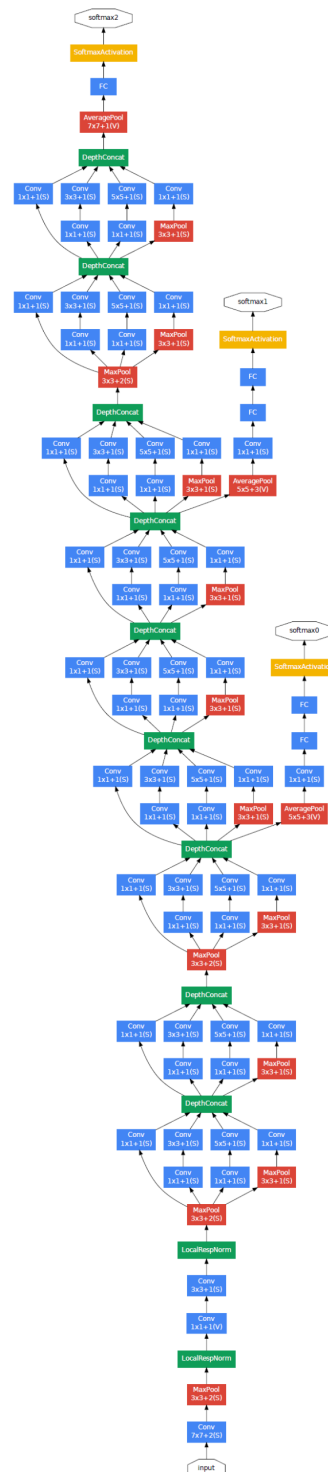 softmax2
SoftmaxActivation
FC
AveragePool
7x7+1(V)
DepthConcat
Conv Conv Conv Conv
1x1+1(S) 3x3+1(S) 5x5+1(S) 1x1+1(S)
Conv Conv MaxPool
1x1+1(S) 1x1+1(S) 3x3+1(S)
DepthConcat
Conv Conv Conv Conv
1x1+1(S) 3x3+1(S) 5x5+1(S) 1x1+1(S)
softmax1
Conv Conv MaxPool
1x1+1(S) 1x1+1(S) 3x3+1(S)
SoftmaxActivation
MaxPool
3x3+2(S)
FC
DepthConcat
FC
Conv Conv Conv Conv Conv
1x1+1(S) 3x3+1(S) 5x5+1(S) 1x1+1(S) 1x1+1(S)
Conv Conv MaxPool AveragePool
1x1+1(S) 1x1+1(S) 3x3+1(S) 5x5+3(V)
DepthConcat
Conv Conv Conv Conv
1x1+1(S) 3x3+1(S) 5x5+1(S) 1x1+1(S)
Conv Conv MaxPool
1x1+1(S) 1x1+1(S) 3x3+1(S)
DepthConcat
softmax0
Conv Conv Conv Conv
1x1+1(S) 3x3+1(S) 5x5+1(S) 1x1+1(S)
SoftmaxActivation
Conv Conv MaxPool
1x1+1(S) 1x1+1(S) 3x3+1(S)
FC
DepthConcat
FC
Conv Conv Conv Conv Conv
1x1+1(S) 3x3+1(S) 5x5+1(S) 1x1+1(S) 1x1+1(S)
Conv Conv MaxPool AveragePool
1x1+1(S) 1x1+1(S) 3x3+1(S) 5x5+3(V)
DepthConcat
Conv Conv Conv Conv
1x1+1(S) 3x3+1(S) 5x5+1(S) 1x1+1(S)
Conv Conv MaxPool
1x1+1(S) 1x1+1(S) 3x3+1(S)
MaxPool
3x3+2(S)
DepthConcat
Conv Conv Conv Conv
1x1+1(S) 3x3+1(S) 5x5+1(S) 1x1+1(S)
Conv Conv MaxPool
1x1+1(S) 1x1+1(S) 3x3+1(S)
DepthConcat
Conv Conv Conv Conv
1x1+1(S) 3x3+1(S) 5x5+1(S) 1x1+1(S)
Conv Conv MaxPool
1x1+1(S) 1x1+1(S) 3x3+1(S)
MaxPool
3x3+2(S)
LocalRespNorm
Conv
3x3+1(S)
Conv
1x1+1(V)
LocalRespNorm
MaxPool
3x3+2(S)
Conv
7x7+2(S)
input